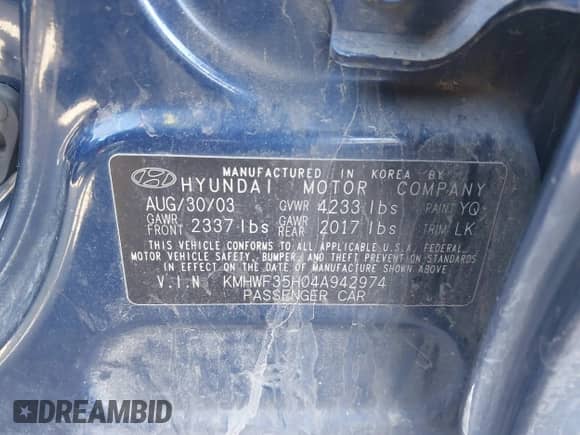 MANUFACTURED IN KOREA BY
HYUNDAI MOTOR COMPANY
AUG/30/03 GVWR 4233 lbs PAINT YQ
GAWR FRONT 2337 lbs GAWR REAR 2017 lbs TRIM LK
THIS VEHICLE CONFORMS TO ALL APPLICABLE U.S.A. FEDERAL
MOTOR VEHICLE SAFETY, BUMPER, AND THEFT PREVENTION STANDARDS
IN EFFECT ON THE DATE OF MANUFACTURE SHOWN ABOVE
V.I.N KMHWF35H04A942974
PASSENGER CAR
DREAMBID